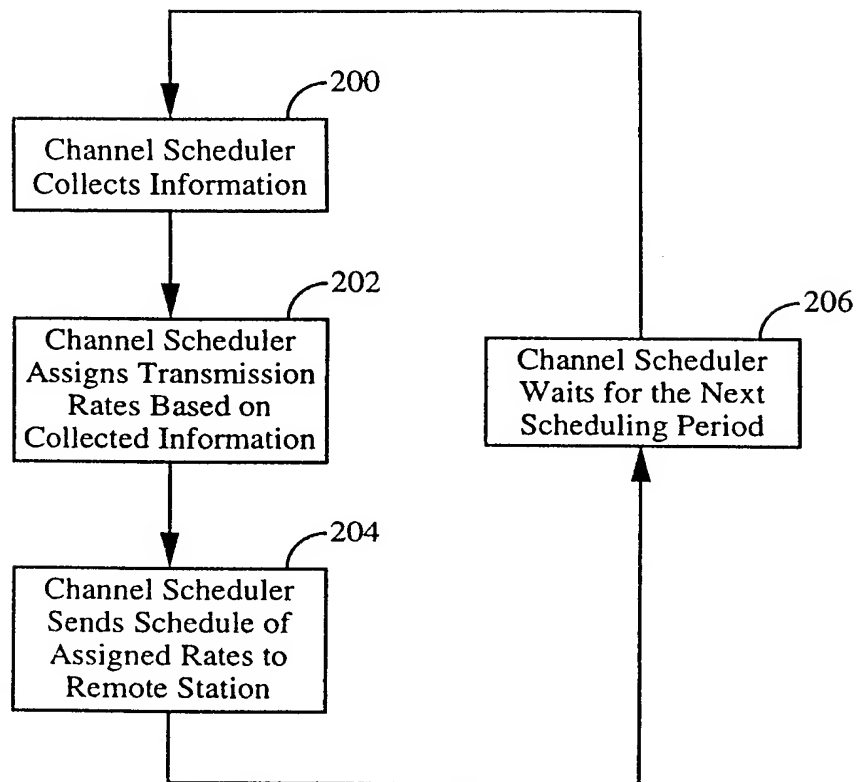 200
Channel Scheduler
Collects Information
202
Channel Scheduler
Assigns Transmission
Rates Based on
Collected Information
204
Channel Scheduler
Sends Schedule of
Assigned Rates to
Remote Station
206
Channel Scheduler
Waits for the Next
Scheduling Period